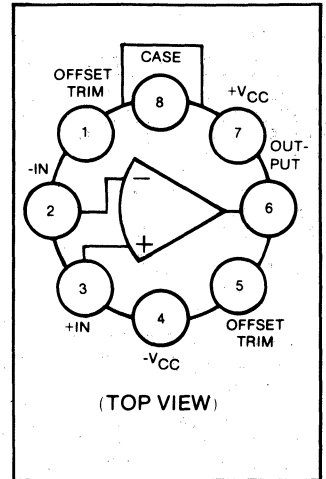 CASE
OFFSET
TRIM
8
+VCC
1
7
OUT-
PUT
-IN
2
−
6
+
3
5
+IN
4
OFFSET
TRIM
-VCC
(TOP VIEW)